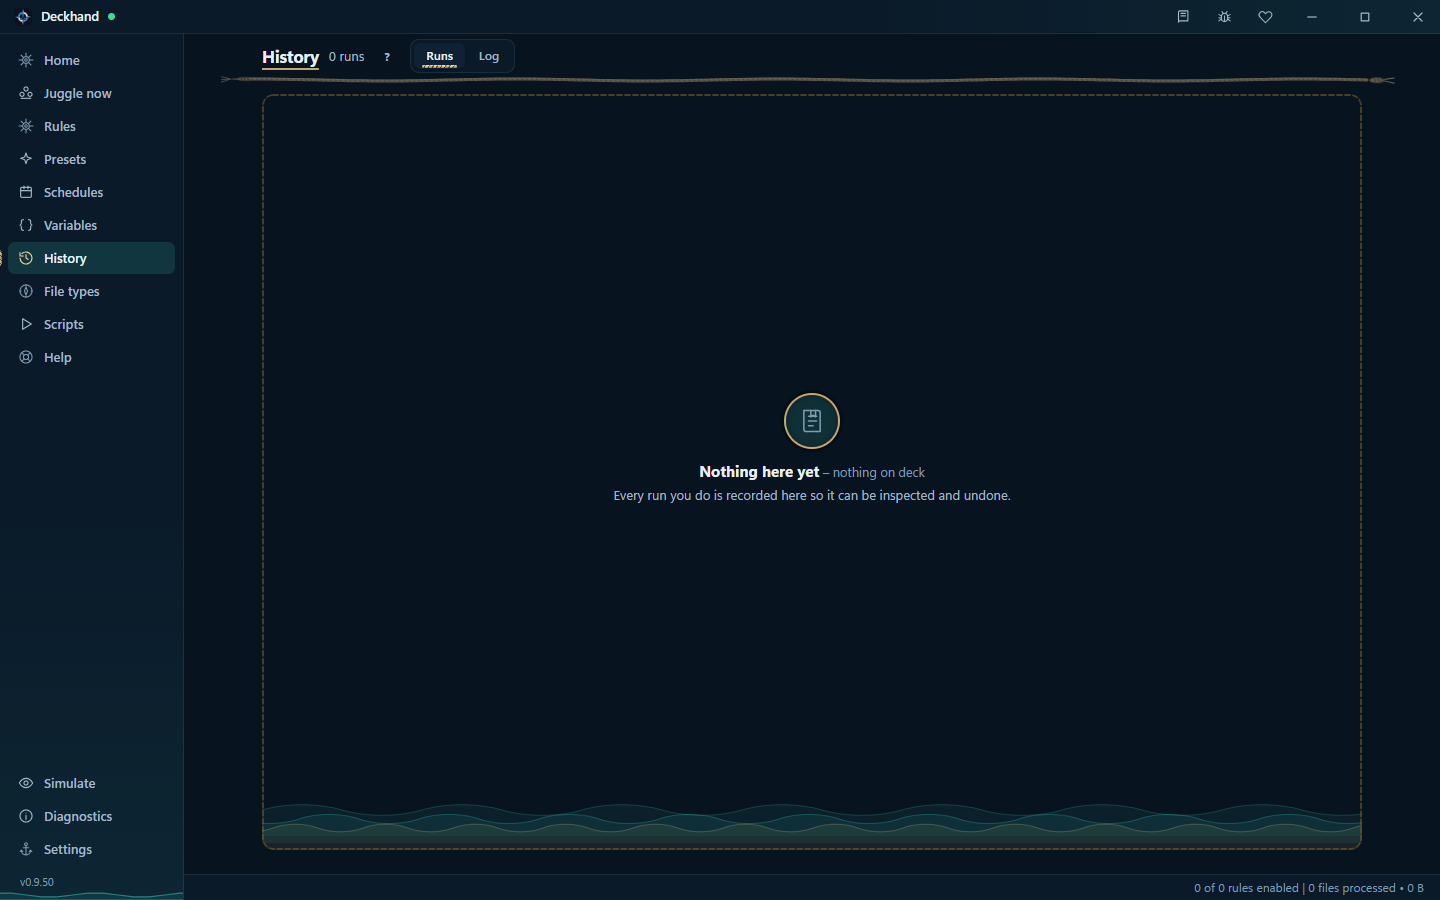 Deckhand
Home
Juggle now
Rules
Presets
Schedules
Variables
History
File types
Scripts
Help
Simulate
Diagnostics
Settings
v0.9.50
History 0 runs ? Runs Log
Nothing here yet – nothing on deck
Every run you do is recorded here so it can be inspected and undone.
0 of 0 rules enabled | 0 files processed • 0 B